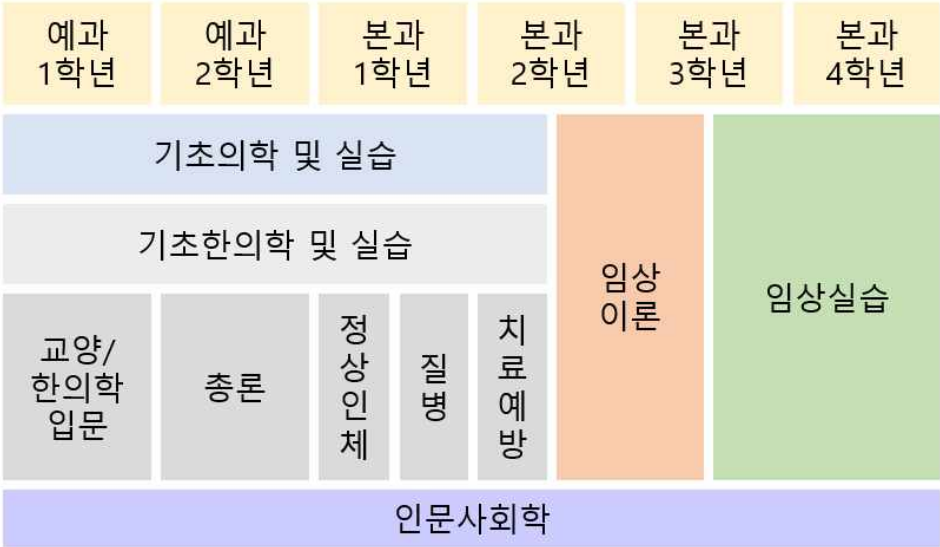 예과
1학년
예과
2학년
본과
1학년
본과
2학년
본과
3학년
본과
4학년
기초의학 및 실습
기초한의학 및 실습
교양/
한의학
입문
총론
정
상
인
체
질
병
치
료
예
방
임상
이론
임상실습
인문사회학